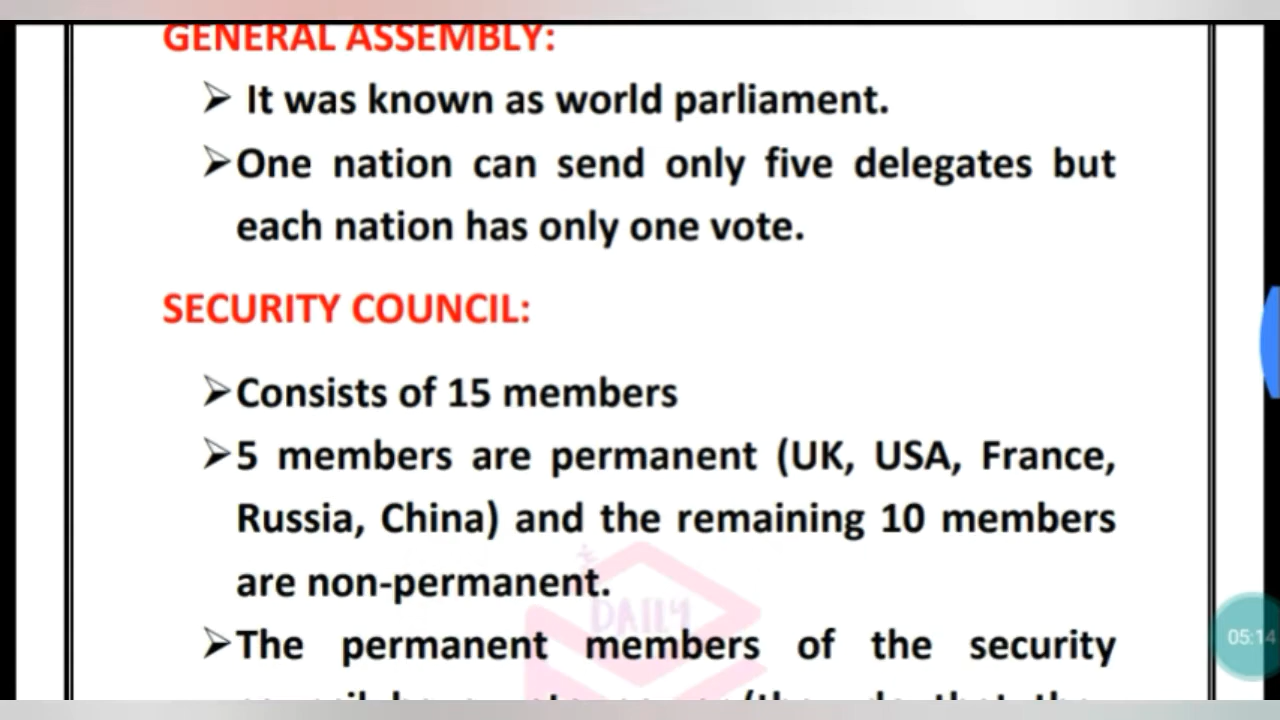 GENERAL ASSEMBLY:
➢ It was known as world parliament.
➢One nation can send only five delegates but
each nation has only one vote.
SECURITY COUNCIL:
➢Consists of 15 members
➢5 members are permanent (UK, USA, France,
Russia, China) and the remaining 10 members
are non-permanent.
DAILY
➢The permanent members of the security
05:14